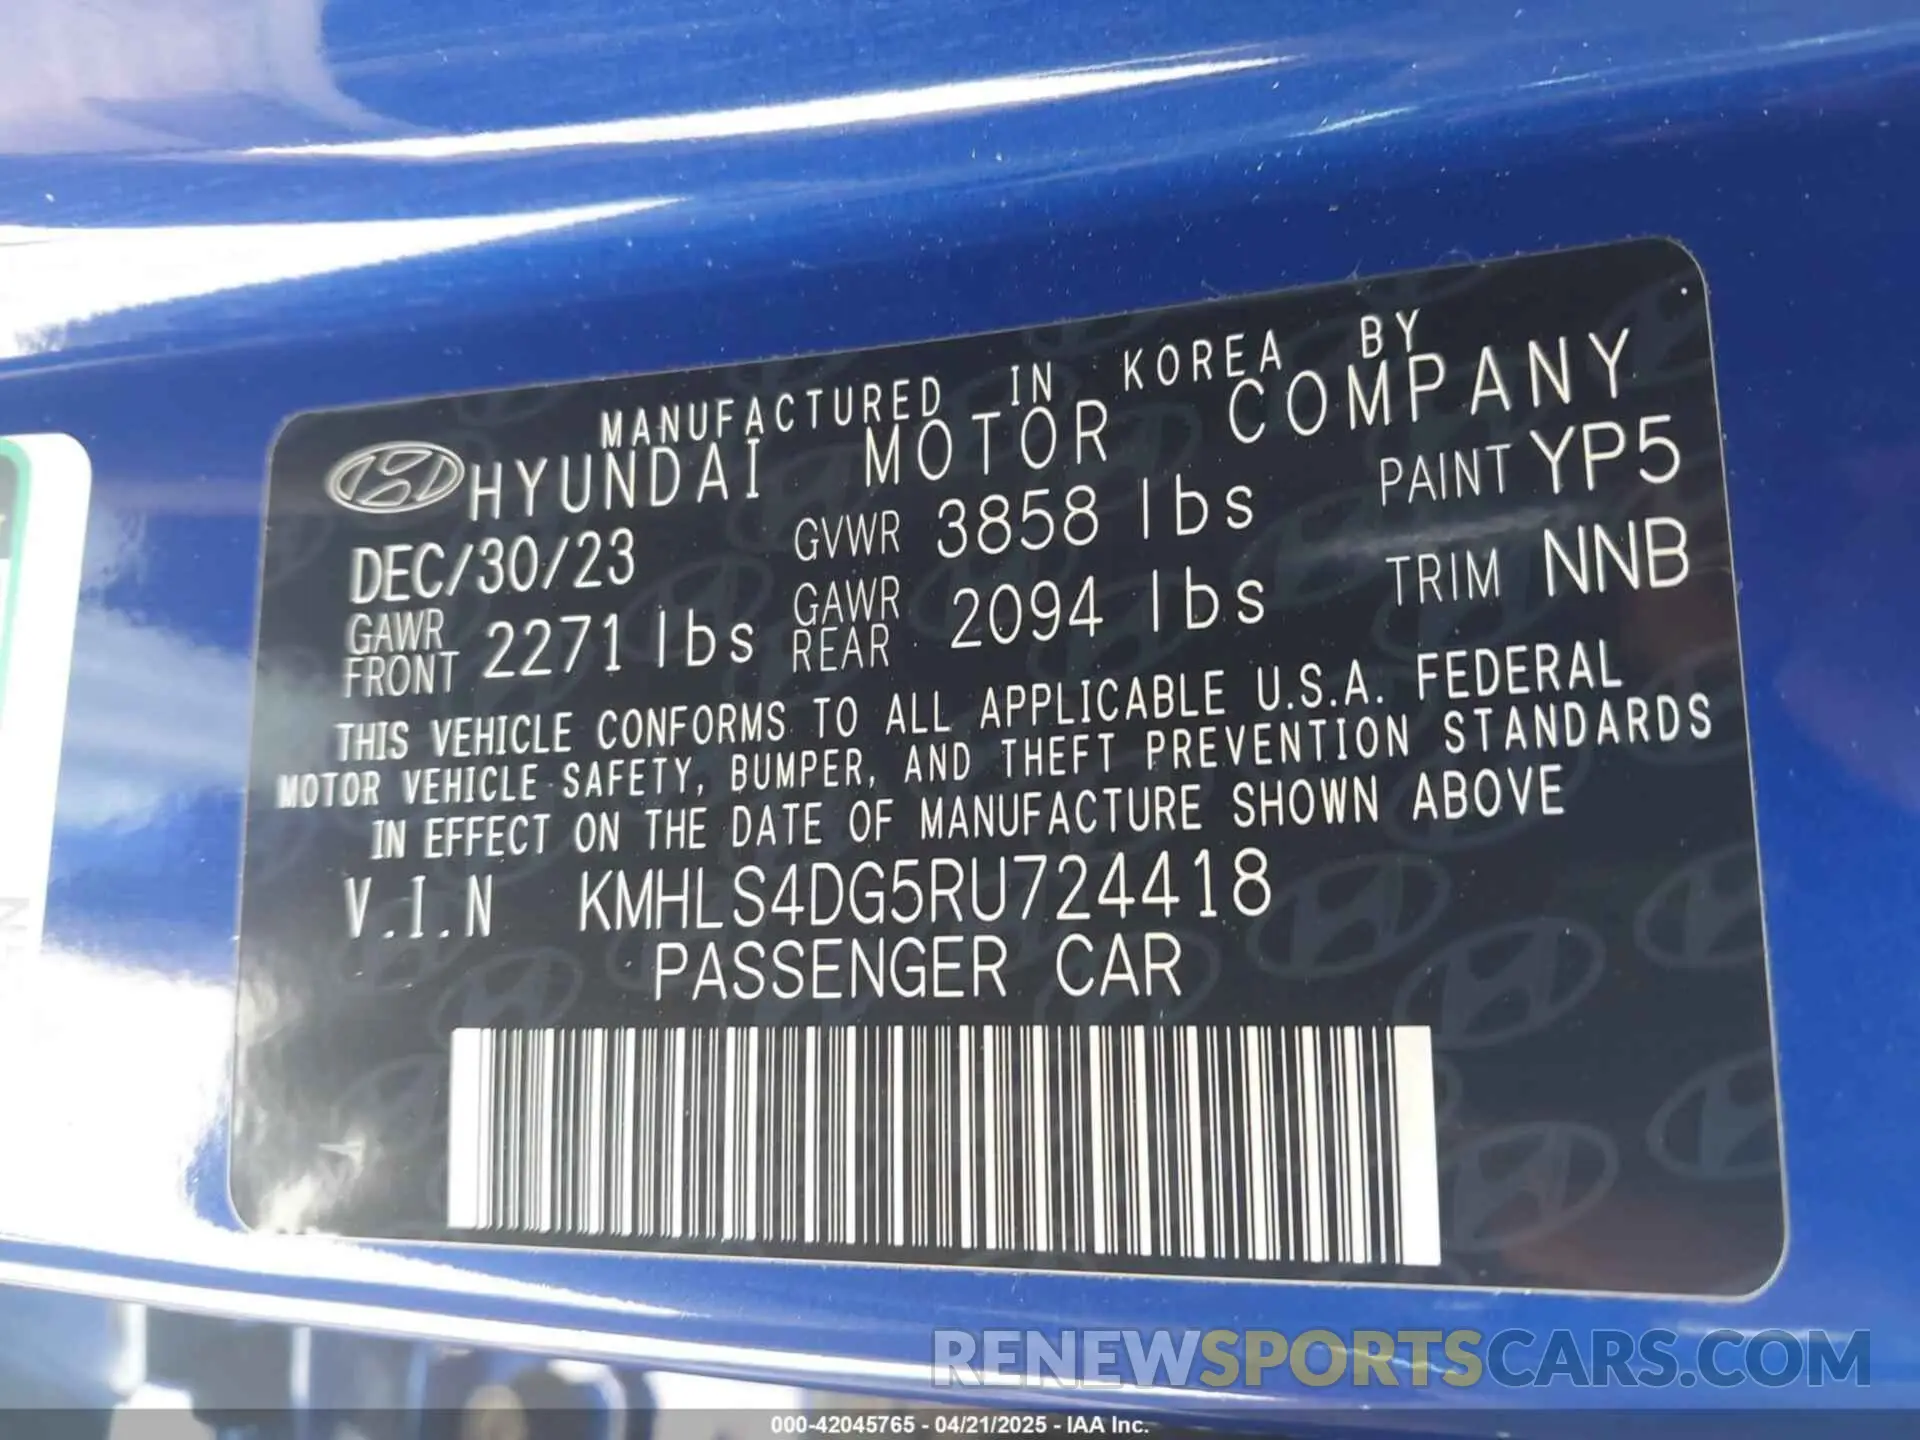 MANUFACTURED IN KOREA BY
HYUNDAI MOTOR COMPANY
DEC/30/23 GVWR 3858 lbs PAINT YP5
GAWR FRONT 2271 lbs GAWR REAR 2094 lbs TRIM NNB
THIS VEHICLE CONFORMS TO ALL APPLICABLE U.S.A. FEDERAL
MOTOR VEHICLE SAFETY, BUMPER, AND THEFT PREVENTION STANDARDS
IN EFFECT ON THE DATE OF MANUFACTURE SHOWN ABOVE
V.I.N KMHLS4DG5RU724418
PASSENGER CAR
RENEWSPORTSCARS.COM
000-42045765 - 04/21/2025 - IAA Inc.